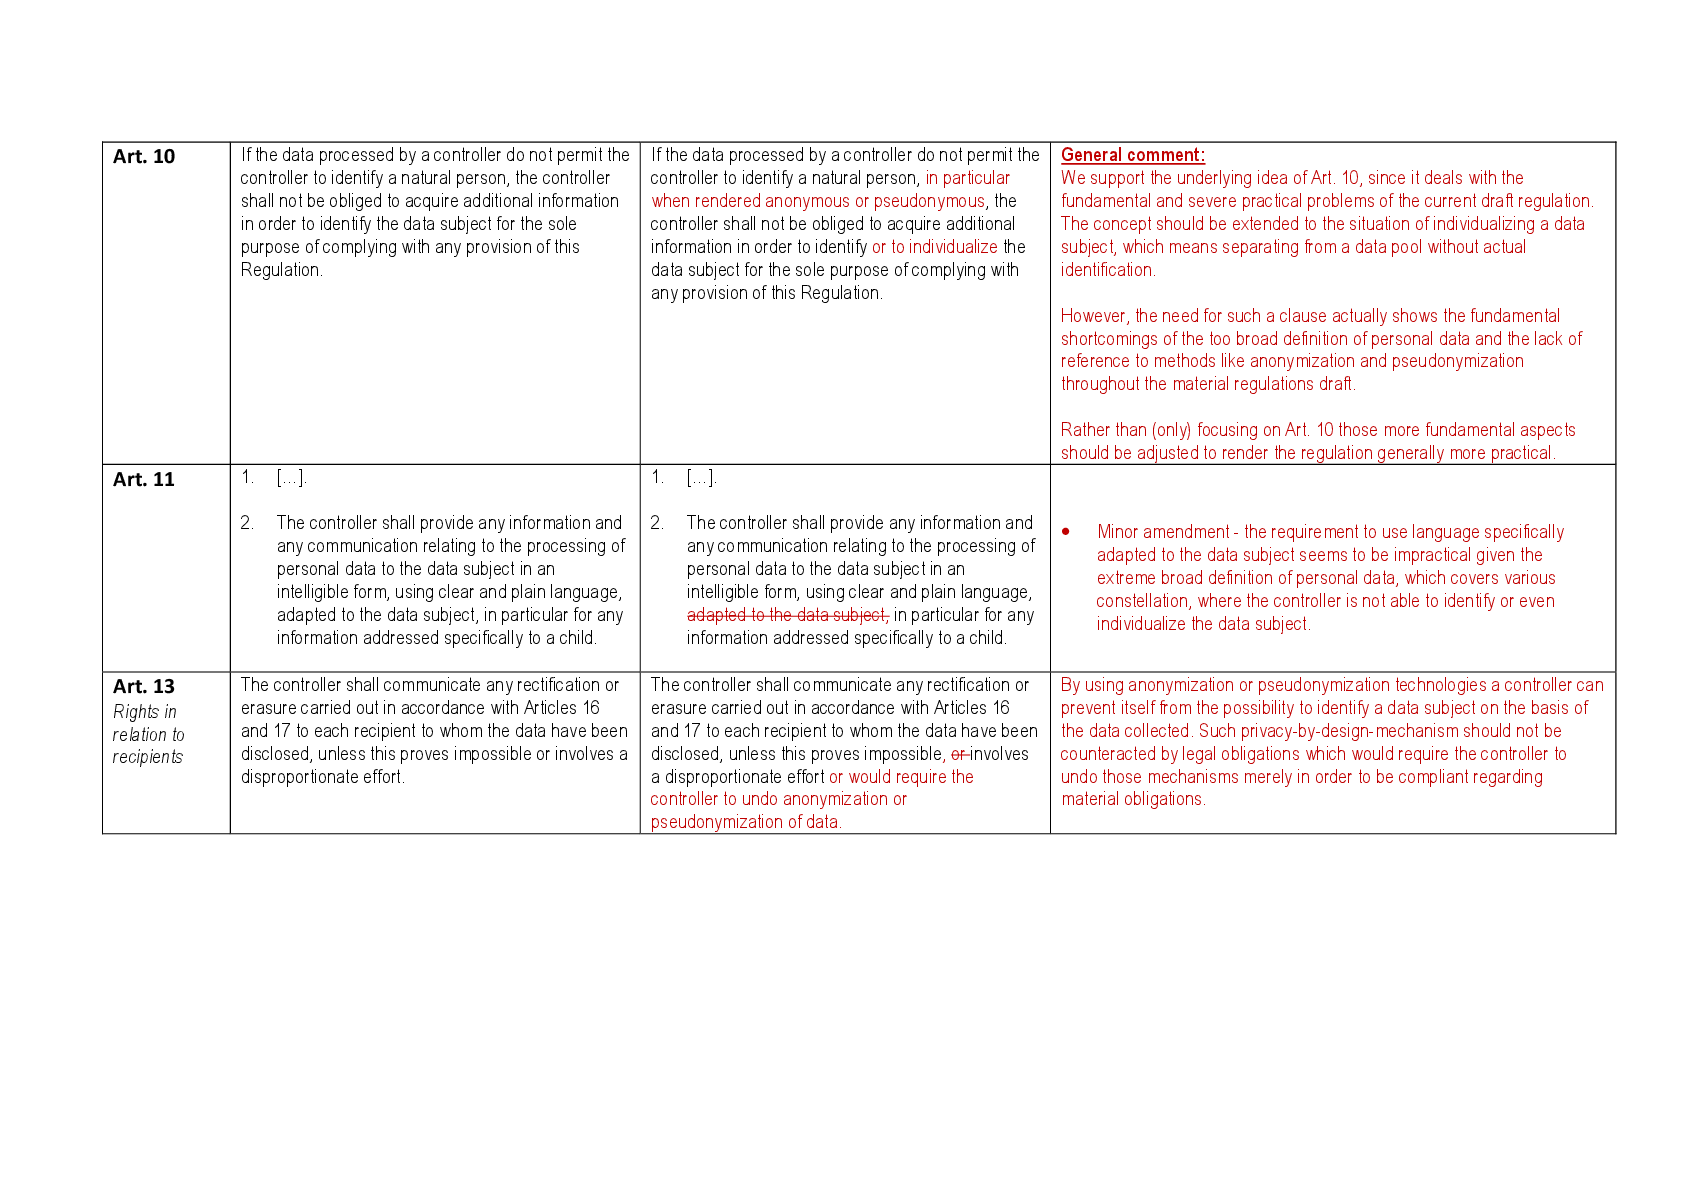 Art. 10
If the data processed by a controller do not permit the
controller to identify a natural person, the controller
shall not be obliged to acquire additional information
in order to identify the data subject for the sole
purpose of complying with any provision of this
Regulation.
If the data processed by a controller do not permit the
controller to identify a natural person, in particular
when rendered anonymous or pseudonymous, the
controller shall not be obliged to acquire additional
information in order to identify or to individualize the
data subject for the sole purpose of complying with
any provision of this Regulation.
General comment:
We support the underlying idea of Art. 10, since it deals with the
fundamental and severe practical problems of the current draft regulation.
The concept should be extended to the situation of individualizing a data
subject, which means separating from a data pool without actual
identification.
However, the need for such a clause actually shows the fundamental
shortcomings of the too broad definition of personal data and the lack of
reference to methods like anonymization and pseudonymization
throughout the material regulations draft.
Rather than (only) focusing on Art. 10 those more fundamental aspects
should be adjusted to render the regulation generally more practical.
Art. 11
1. [...].
2. The controller shall provide any information and
any communication relating to the processing of
personal data to the data subject in an
intelligible form, using clear and plain language,
adapted to the data subject, in particular for any
information addressed specifically to a child.
1. [...].
2. The controller shall provide any information and
any communication relating to the processing of
personal data to the data subject in an
intelligible form, using clear and plain language,
adapted to the data subject, in particular for any
information addressed specifically to a child.
• Minor amendment - the requirement to use language specifically
adapted to the data subject seems to be impractical given the
extreme broad definition of personal data, which covers various
constellation, where the controller is not able to identify or even
individualize the data subject.
Art. 13
Rights in
relation to
recipients
The controller shall communicate any rectification or
erasure carried out in accordance with Articles 16
and 17 to each recipient to whom the data have been
disclosed, unless this proves impossible or involves a
disproportionate effort.
The controller shall communicate any rectification or
erasure carried out in accordance with Articles 16
and 17 to each recipient to whom the data have been
disclosed, unless this proves impossible, or involves
a disproportionate effort or would require the
controller to undo anonymization or
pseudonymization of data.
By using anonymization or pseudonymization technologies a controller can
prevent itself from the possibility to identify a data subject on the basis of
the data collected. Such privacy-by-design-mechanism should not be
counteracted by legal obligations which would require the controller to
undo those mechanisms merely in order to be compliant regarding
material obligations.